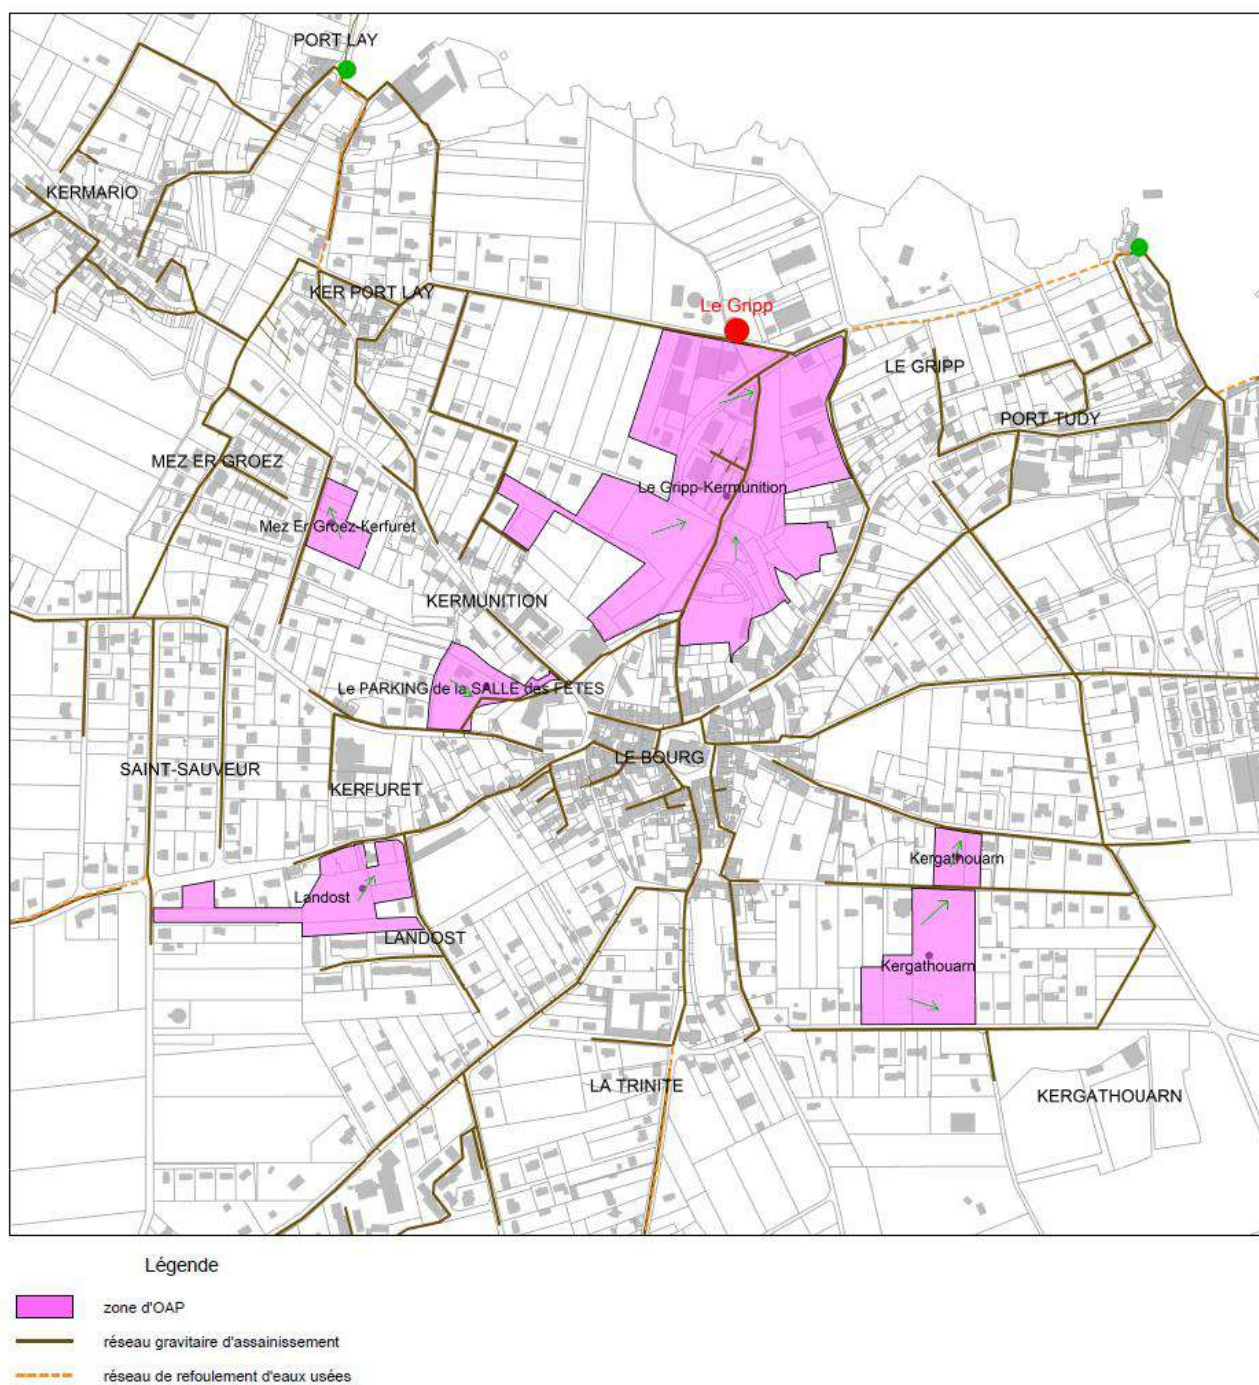 PORT LAY
KERMARIO
KER PORT LAY
Le Gripp
LE GRIPP
PORT TUDY
MEZ ER GROEZ
Le Gripp-Kermunition
Mez Er Groez-Kerfuret
KERMUNITION
Le PARKING de la SALLE des FETES
LE BOURG
SAINT-SAUVEUR
KERFURET
Kergathouarn
Landost
LANDOST
Kergathouarn
LA TRINITE
KERGATHOUARN
Légende
zone d'OAP
réseau gravitaire d'assainissement
réseau de refoulement d'eaux usées